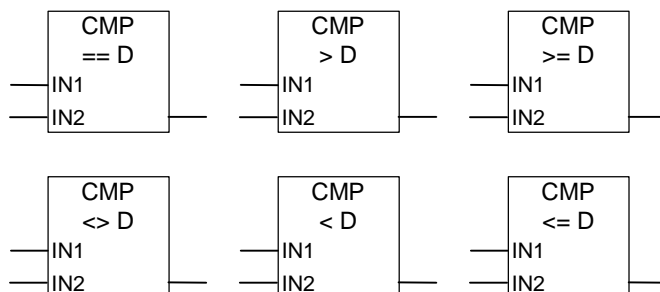 CMP
== D
IN1
IN2
CMP
> D
IN1
IN2
CMP
>= D
IN1
IN2
CMP
<> D
IN1
IN2
CMP
< D
IN1
IN2
CMP
<= D
IN1
IN2